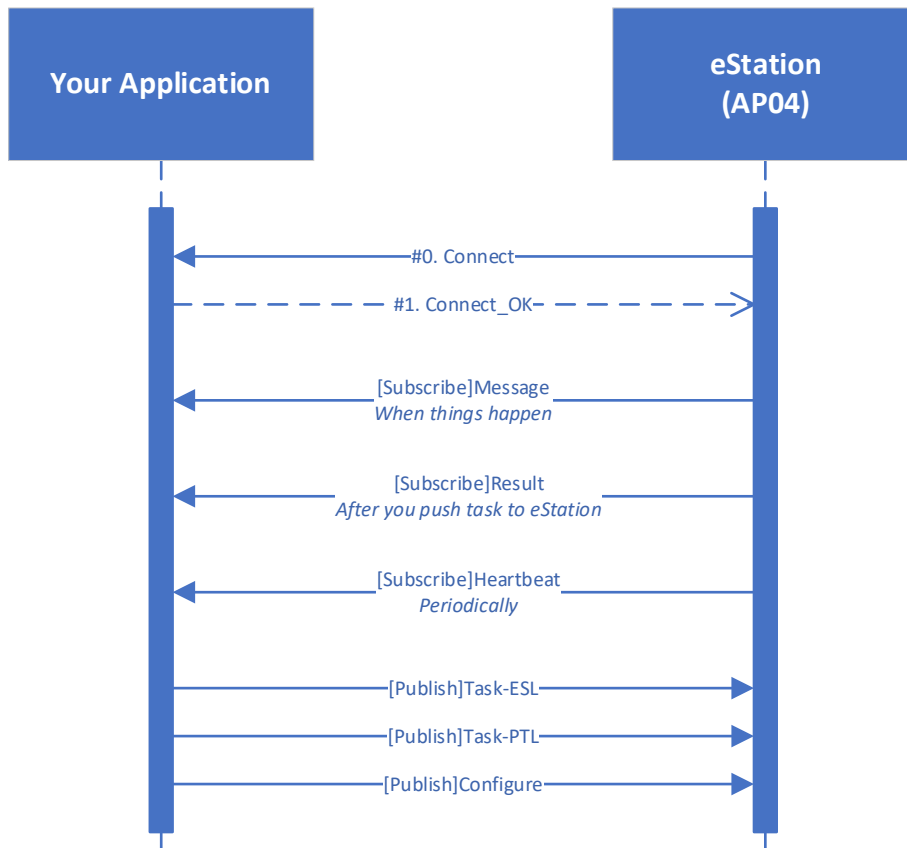 Your Application
eStation
(AP04)
#0. Connect
#1. Connect_OK
[Subscribe]Message
When things happen
[Subscribe]Result
After you push task to eStation
[Subscribe]Heartbeat
Periodically
[Publish]Task-ESL
[Publish]Task-PTL
[Publish]Configure